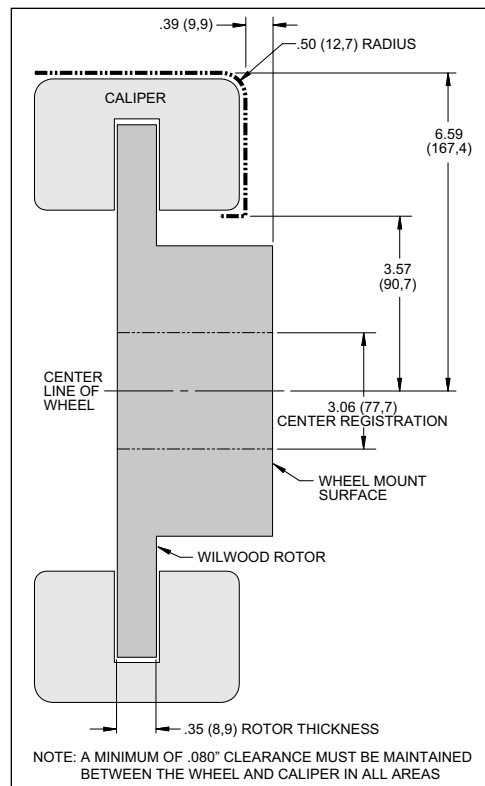 .39 (9,9)
.50 (12,7) RADIUS
CALIPER
6.59
(167,4)
3.57
(90,7)
CENTER
LINE OF
WHEEL
3.06 (77,7)
CENTER REGISTRATION
WHEEL MOUNT
SURFACE
WILWOOD ROTOR
.35 (8,9) ROTOR THICKNESS
NOTE: A MINIMUM OF .080" CLEARANCE MUST BE MAINTAINED
BETWEEN THE WHEEL AND CALIPER IN ALL AREAS